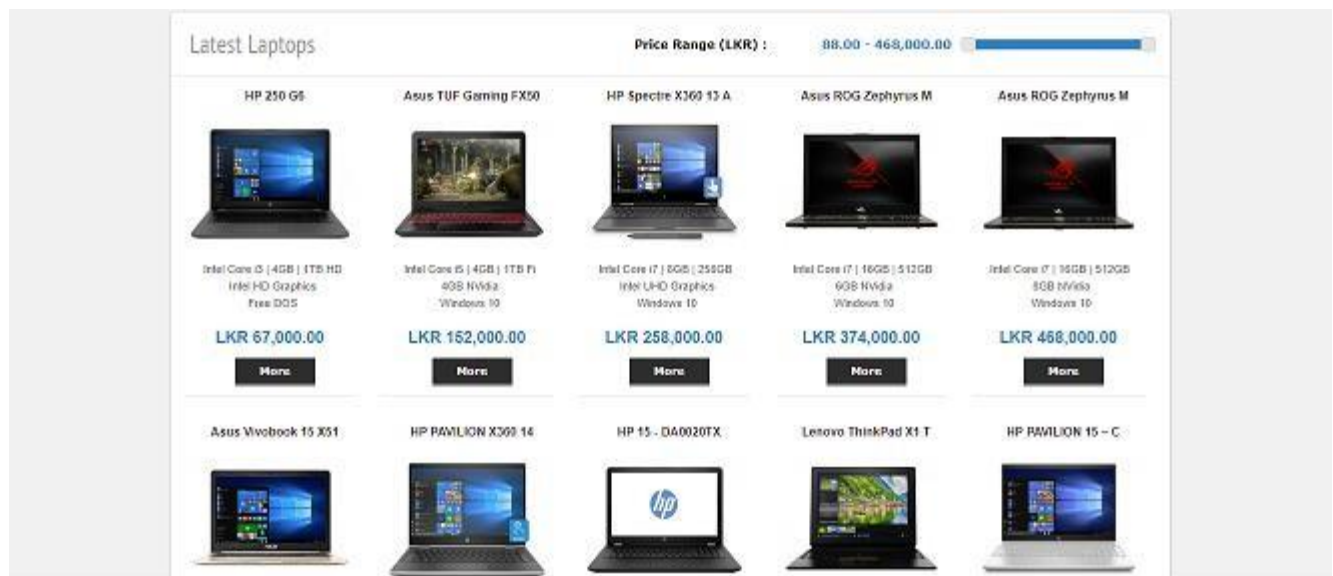 Latest Laptops
Price Range (LKR) : 88.00 - 468,000.00
HP 250 G6
Asus TUF Gaming FX50
HP Spectre X360 13 A
Asus ROG Zephyrus M
Asus ROG Zephyrus M
Intel Core i3 | 4GB | 1TB HD
Intel HD Graphics
Free DOS
LKR 67,000.00
More
Intel Core i5 | 4GB | 1TB Fi
4GB NVidia
Windows 10
LKR 152,000.00
More
Intel Core i7 | 8GB | 256GB
Intel UHD Graphics
Windows 10
LKR 258,000.00
More
Intel Core i7 | 16GB | 512GB
6GB NVidia
Windows 10
LKR 374,000.00
More
Intel Core i7 | 16GB | 512GB
8GB NVidia
Windows 10
LKR 468,000.00
More
Asus Vivobook 15 X51
HP PAVILION X360 14
HP 15 - DA0020TX
Lenovo ThinkPad X1 T
HP PAVILION 15 – C
hp